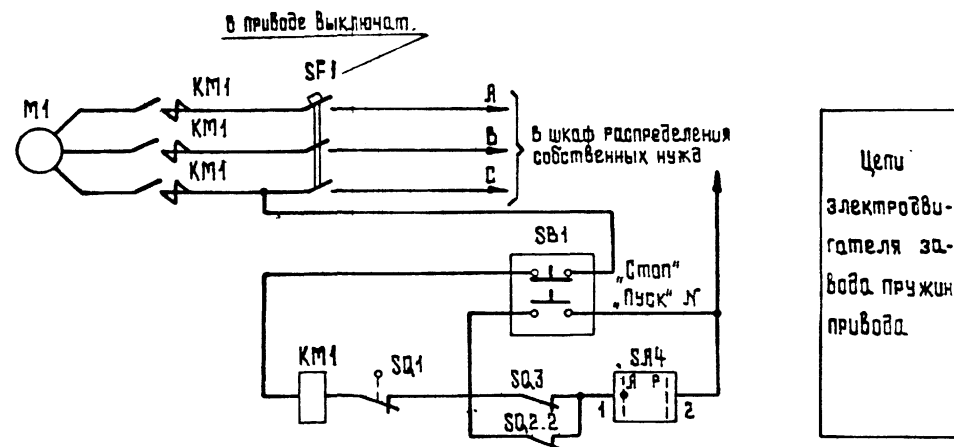 в приводе выключат.
SF1
M1
KM1
A
KM1
B
KM1
C
в шкаф распределения
собственных нужд
SB1
„Стоп"
„Пуск" N
KM1
SQ1
SQ3
SA4
А Р
1
2
SQ2.2
Цепи
электродви-
гателя за-
вода пружин
привода